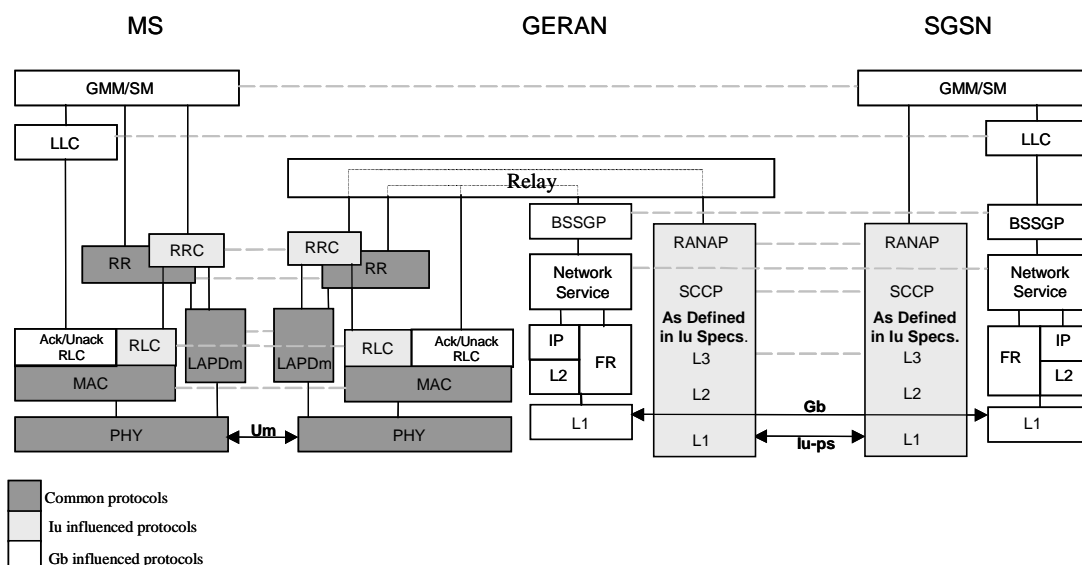 MS
GERAN
SGSN
GMM/SM
GMM/SM
LLC
LLC
Relay
BSSGP
BSSGP
RRC
RR
RRC
RR
RANAP
RANAP
Network
Service
Network
Service
SCCP
SCCP
As Defined
in Iu Specs.
As Defined
in Iu Specs.
Ack/Unack
RLC
RLC
LAPDm
LAPDm
RLC
Ack/Unack
RLC
IP
L2
FR
L3
L3
FR
IP
L2
MAC
MAC
L2
L2
Gb
PHY
Um
PHY
L1
L1
Iu-ps
L1
L1
Common protocols
Iu influenced protocols
Gb influenced protocols